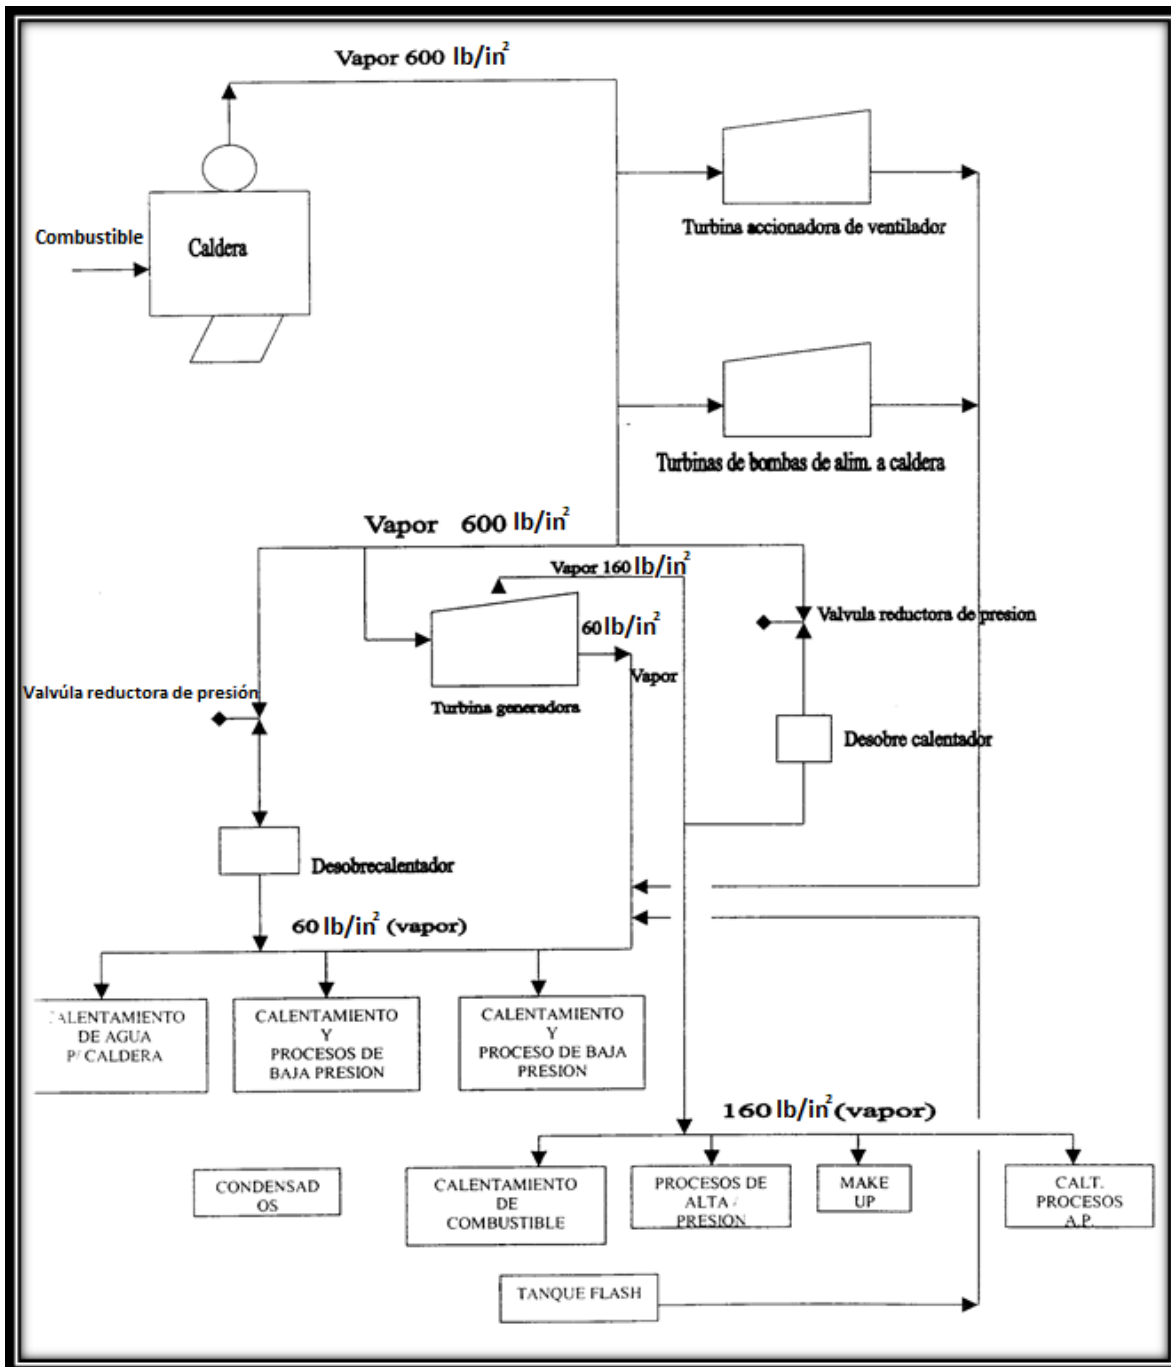 Vapor 600 lb/in²
Combustible
Caldera
Turbina accionadora de ventilador
Turbinas de bombas de alim. a caldera
Vapor 600 lb/in²
Vapor 160 lb/in²
60 lb/in²
Vapor
Turbina generadora
Valvula reductora de presion
Valvúla reductora de presión
Desobre calentador
Desobrecalentador
60 lb/in² (vapor)
CALENTAMIENTO
DE AGUA
P/ CALDERA
CALENTAMIENTO
Y
PROCESOS DE
BAJA PRESION
CALENTAMIENTO
Y
PROCESO DE BAJA
PRESION
160 lb/in² (vapor)
CONDENSAD
OS
CALENTAMIENTO
DE
COMBUSTIBLE
PROCESOS DE
ALTA /
PRESION
MAKE
UP
CALT.
PROCESOS
A.P.
TANQUE FLASH